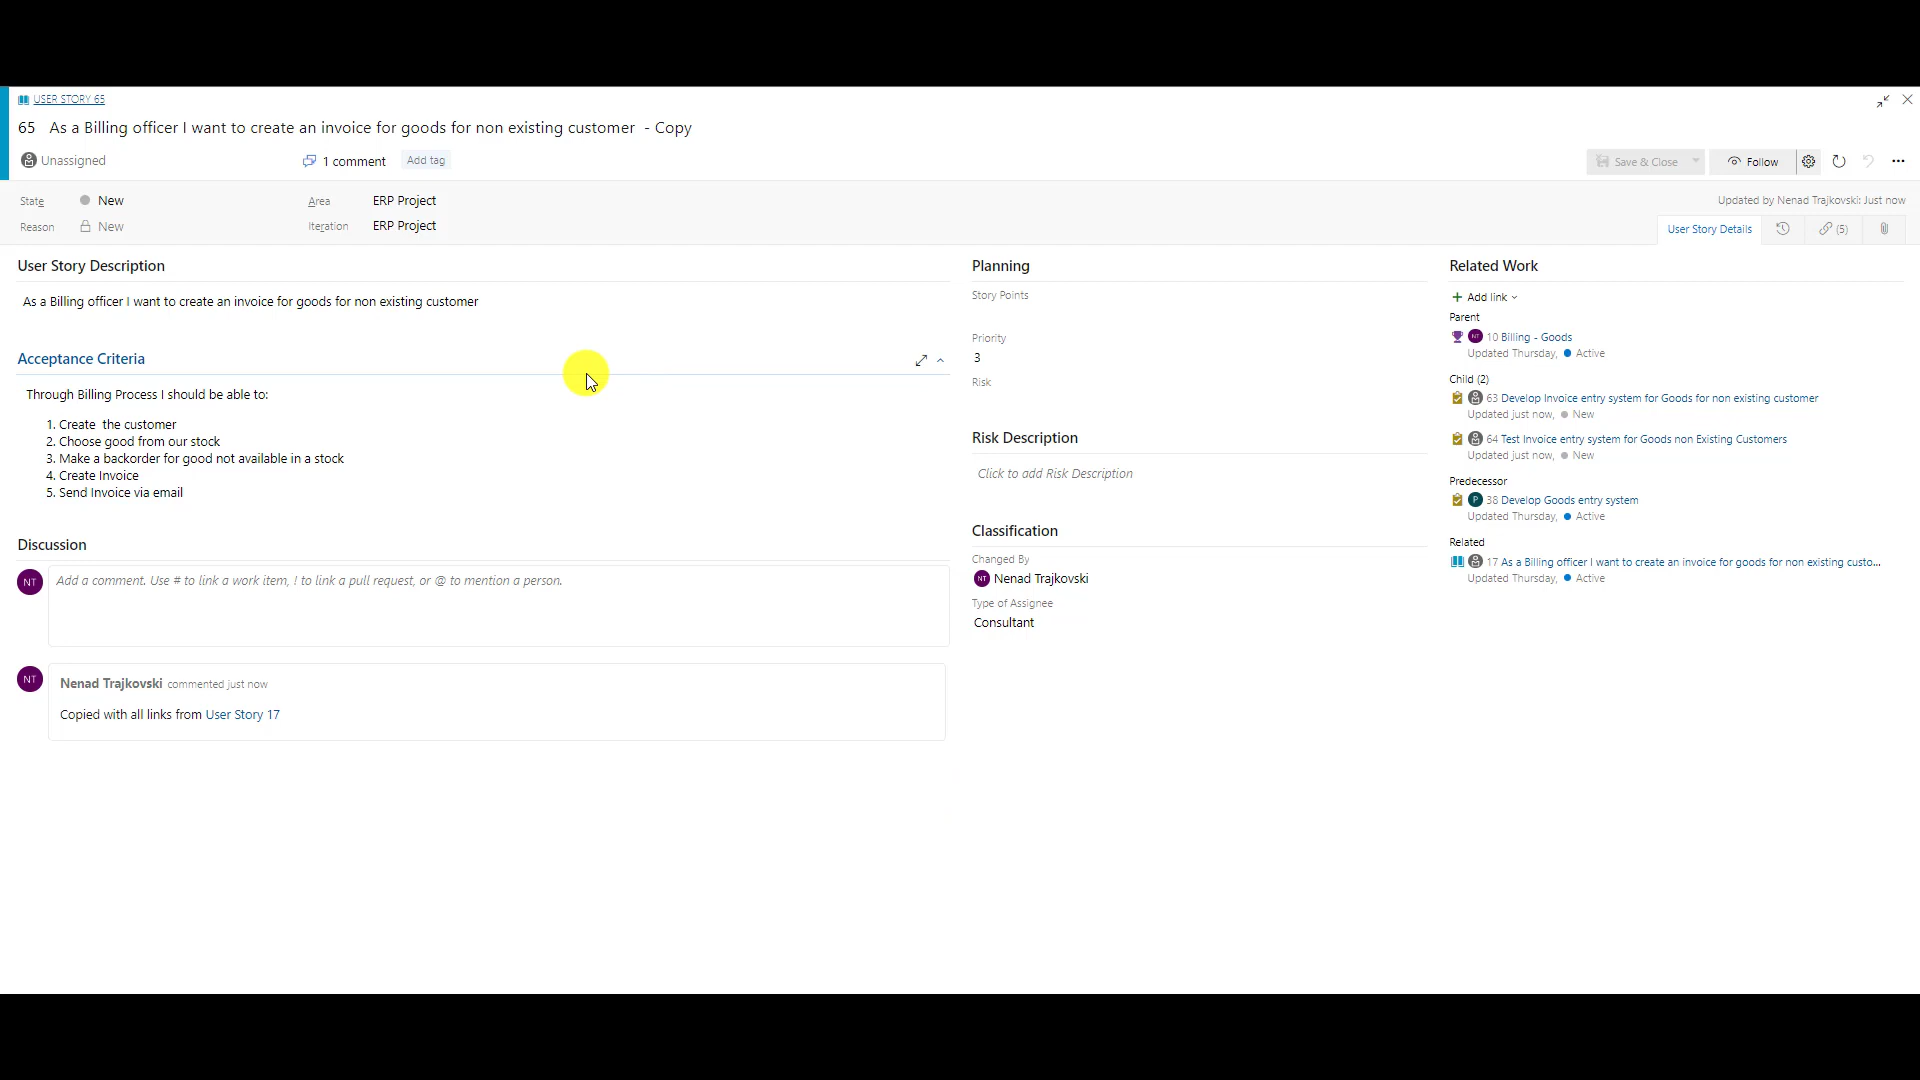 USER STORY 65
65 As a Billing officer I want to create an invoice for goods for non existing customer - Copy
Unassigned
1 comment
Add tag
Save & Close
Follow
State
New
Area
ERP Project
Updated by Nenad Trajkovski: Just now
Reason
New
Iteration
ERP Project
User Story Details
(5)
User Story Description
As a Billing officer I want to create an invoice for goods for non existing customer
Acceptance Criteria
Through Billing Process I should be able to:
1. Create the customer
2. Choose good from our stock
3. Make a backorder for good not available in a stock
4. Create Invoice
5. Send Invoice via email
Discussion
NT
Add a comment. Use # to link a work item, ! to link a pull request, or @ to mention a person.
NT
Nenad Trajkovski commented just now
Copied with all links from User Story 17
Planning
Story Points
Priority
3
Risk
Risk Description
Click to add Risk Description
Classification
Changed By
NT Nenad Trajkovski
Type of Assignee
Consultant
Related Work
Add link
Parent
NT 10 Billing - Goods
Updated Thursday, Active
Child (2)
63 Develop Invoice entry system for Goods for non existing customer
Updated just now, New
64 Test Invoice entry system for Goods non Existing Customers
Updated just now, New
Predecessor
P 38 Develop Goods entry system
Updated Thursday, Active
Related
17 As a Billing officer I want to create an invoice for goods for non existing custo...
Updated Thursday, Active